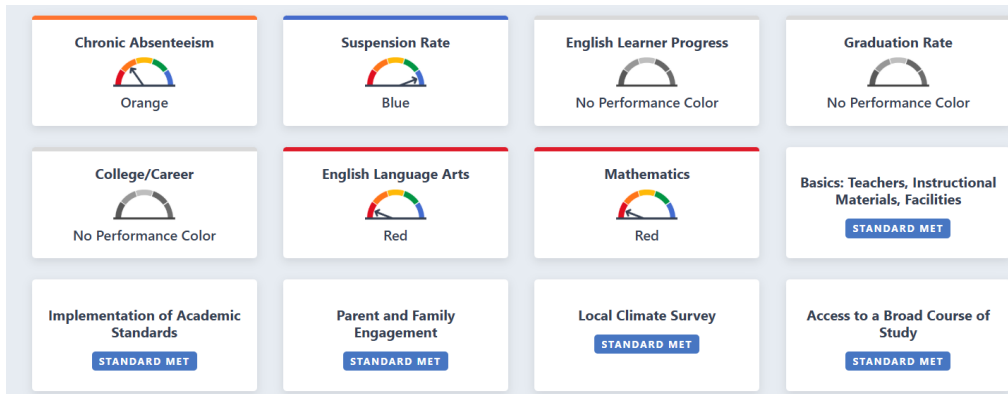 Chronic Absenteeism
Orange
Suspension Rate
Blue
English Learner Progress
No Performance Color
Graduation Rate
No Performance Color
College/Career
No Performance Color
English Language Arts
Red
Mathematics
Red
Basics: Teachers, Instructional
Materials, Facilities
STANDARD MET
Implementation of Academic
Standards
STANDARD MET
Parent and Family
Engagement
STANDARD MET
Local Climate Survey
STANDARD MET
Access to a Broad Course of
Study
STANDARD MET